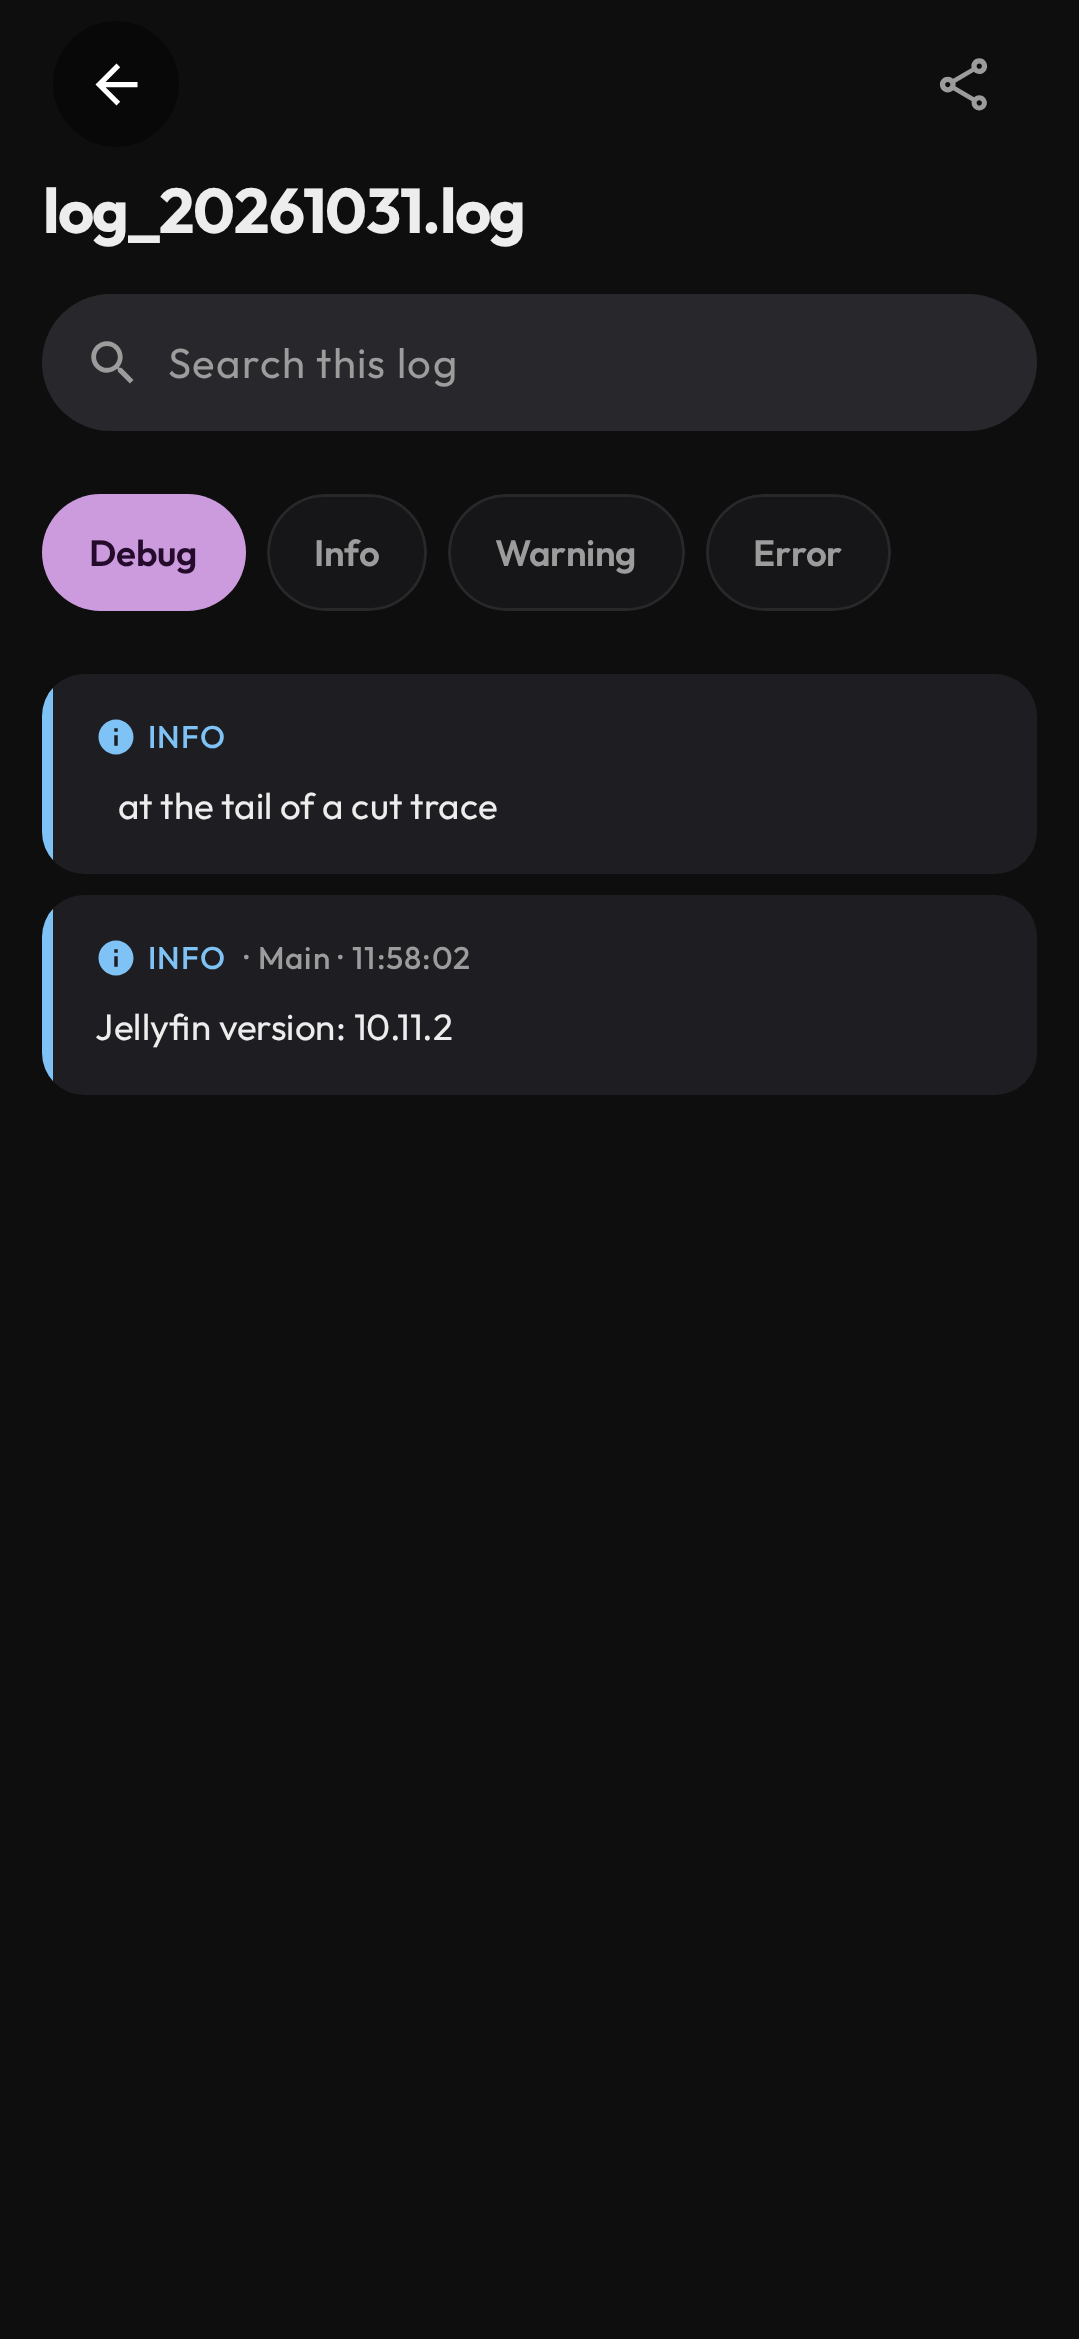 log_20261031.log
Search this log
Debug Info Warning Error
INFO
at the tail of a cut trace
INFO · Main · 11:58:02
Jellyfin version: 10.11.2